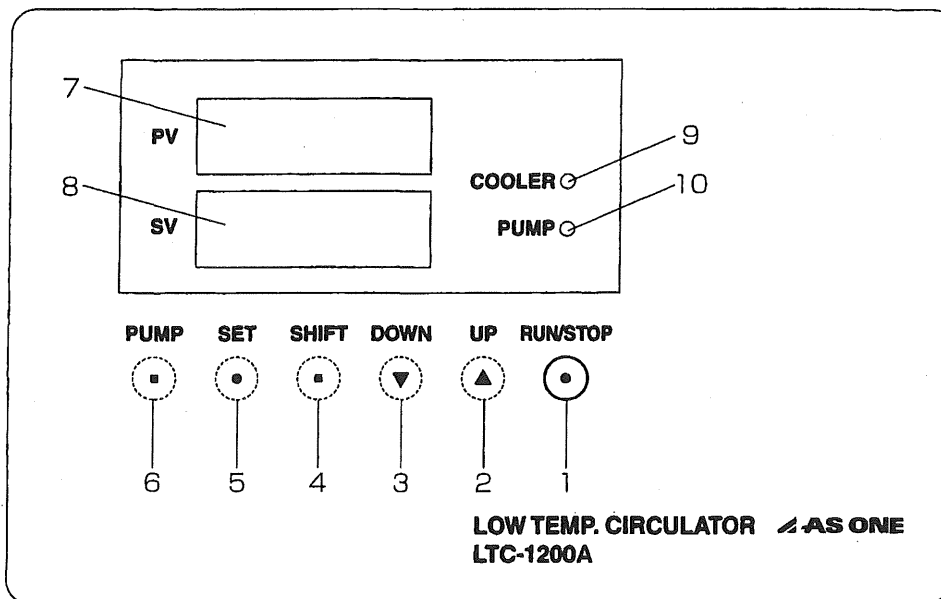 7
PV
9
COOLER
8
10
SV
PUMP
PUMP SET SHIFT DOWN UP RUN/STOP
6 5 4 3 2 1
LOW TEMP. CIRCULATOR AS ONE
LTC-1200A